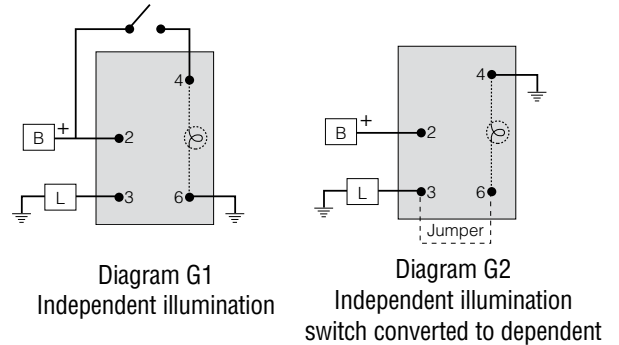 4
B
+
2
L
3
6
Diagram G1
Independent illumination
4
B
+
2
L
3
6
Jumper
Diagram G2
Independent illumination
switch converted to dependent